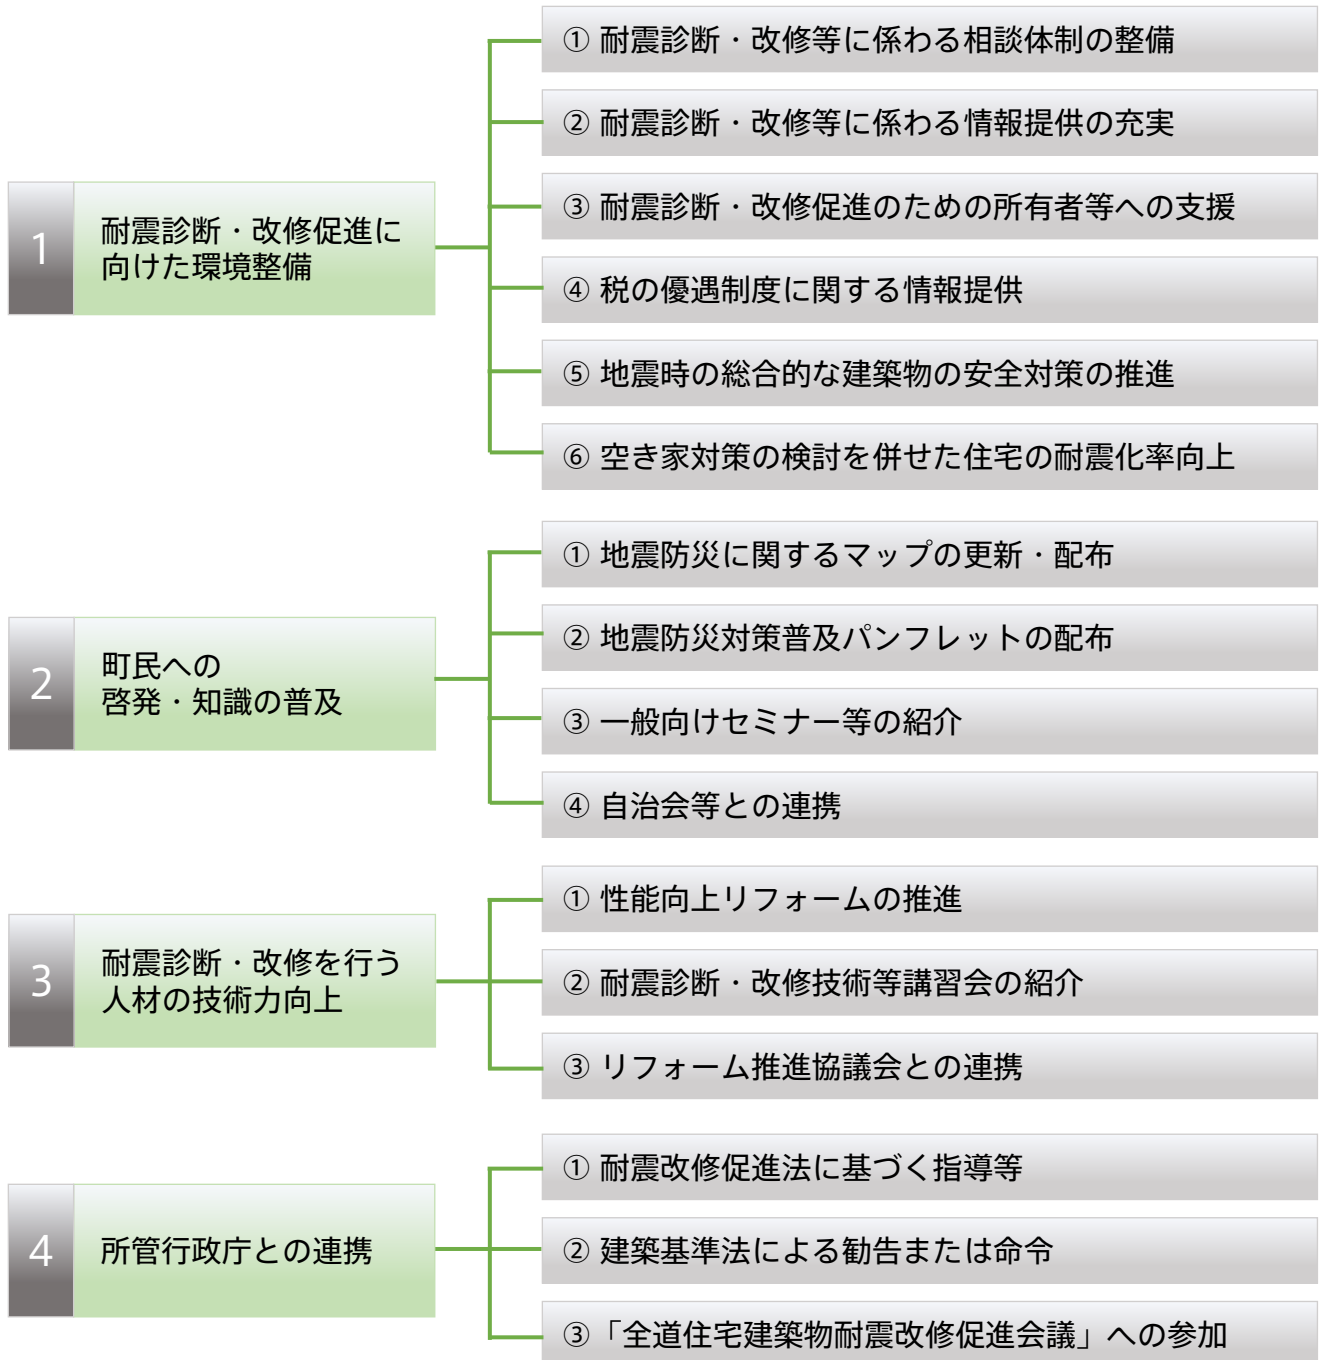 1
耐震診断・改修促進に
向けた環境整備
① 耐震診断・改修等に係わる相談体制の整備
② 耐震診断・改修等に係わる情報提供の充実
③ 耐震診断・改修促進のための所有者等への支援
④ 税の優遇制度に関する情報提供
⑤ 地震時の総合的な建築物の安全対策の推進
⑥ 空き家対策の検討を併せた住宅の耐震化率向上
2
町民への
啓発・知識の普及
① 地震防災に関するマップの更新・配布
② 地震防災対策普及パンフレットの配布
③ 一般向けセミナー等の紹介
④ 自治会等との連携
3
耐震診断・改修を行う
人材の技術力向上
① 性能向上リフォームの推進
② 耐震診断・改修技術等講習会の紹介
③ リフォーム推進協議会との連携
4
所管行政庁との連携
① 耐震改修促進法に基づく指導等
② 建築基準法による勧告または命令
③「全道住宅建築物耐震改修促進会議」への参加